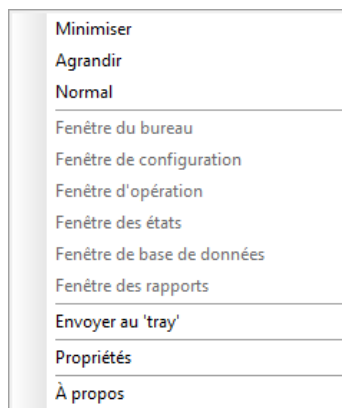 Minimiser
Agrandir
Normal
Fenêtre du bureau
Fenêtre de configuration
Fenêtre d'opération
Fenêtre des états
Fenêtre de base de données
Fenêtre des rapports
Envoyer au 'tray'
Propriétés
À propos